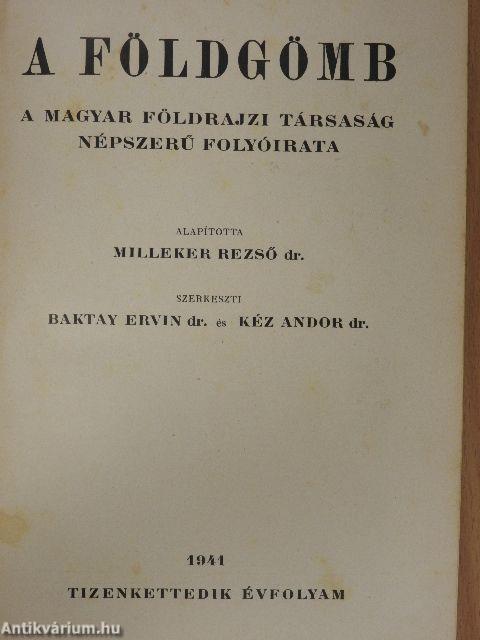 A FÖLDGÖMB
A MAGYAR FÖLDRAJZI TÁRSASÁG
NÉPSZERŰ FOLYÓIRATA
ALAPÍTOTTA
MILLEKER REZSŐ dr.
SZERKESZTI
BAKTAY ERVIN dr. és KÉZ ANDOR dr.
1941
TIZENKETTEDIK ÉVFOLYAM
Antikvárium.hu